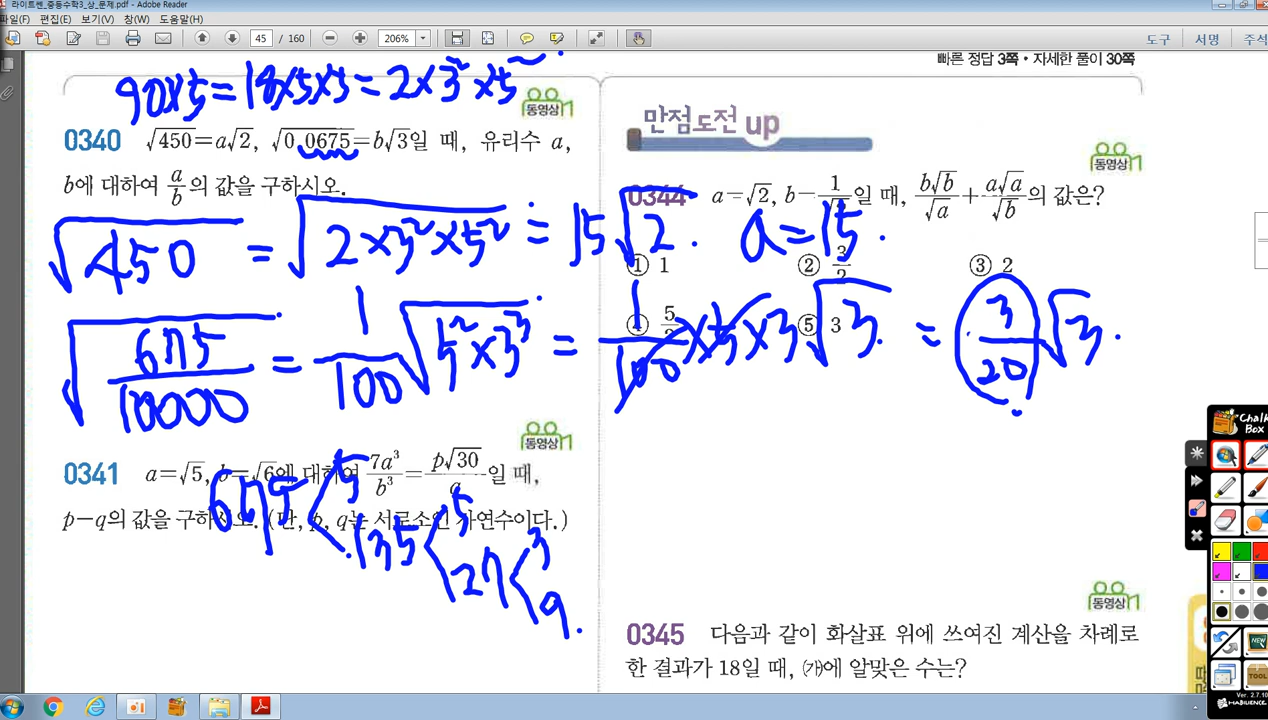 라이트쎈_중등수학3_상_문제.pdf - Adobe Reader
파일(F) 편집(E) 보기(V) 창(W) 도움말(H)
45 / 160 206% 도구 서명 주석
빠른 정답 3쪽 • 자세한 풀이 30쪽
90×5=18×5×5=2×3²×5²
동영상
0340 √450=a√2, √0.0675=b√3일 때, 유리수 a,
b에 대하여 a/b의 값을 구하시오.
√450 = √(2×3²×5²) = 15√2. a=15.
√(675/10000) = 1/100 √(5²×3³) = 1/100 ×5×3√3. = 3/20 √3.
동영상
0341 a=√5, b=√6에 대하여 7a³/b³=p√30/ 일 때,
p-q의 값을 구하시오. (단, p, q는 서로소인 자연수이다.)
675 < 5
135 < 5
27 < 3
9.
만점도전 up
동영상
0344 a=√2, b= 일 때, b√b/√a + a√a/√b의 값은?
① 1 ② 3/2 ③ 2
④ ⑤ 3
동영상
0345 다음과 같이 화살표 위에 쓰여진 계산을 차례로
한 결과가 18일 때, ㈎에 알맞은 수는?
Chalk
Box
NEW
TOOL
Ver. 2.7.10